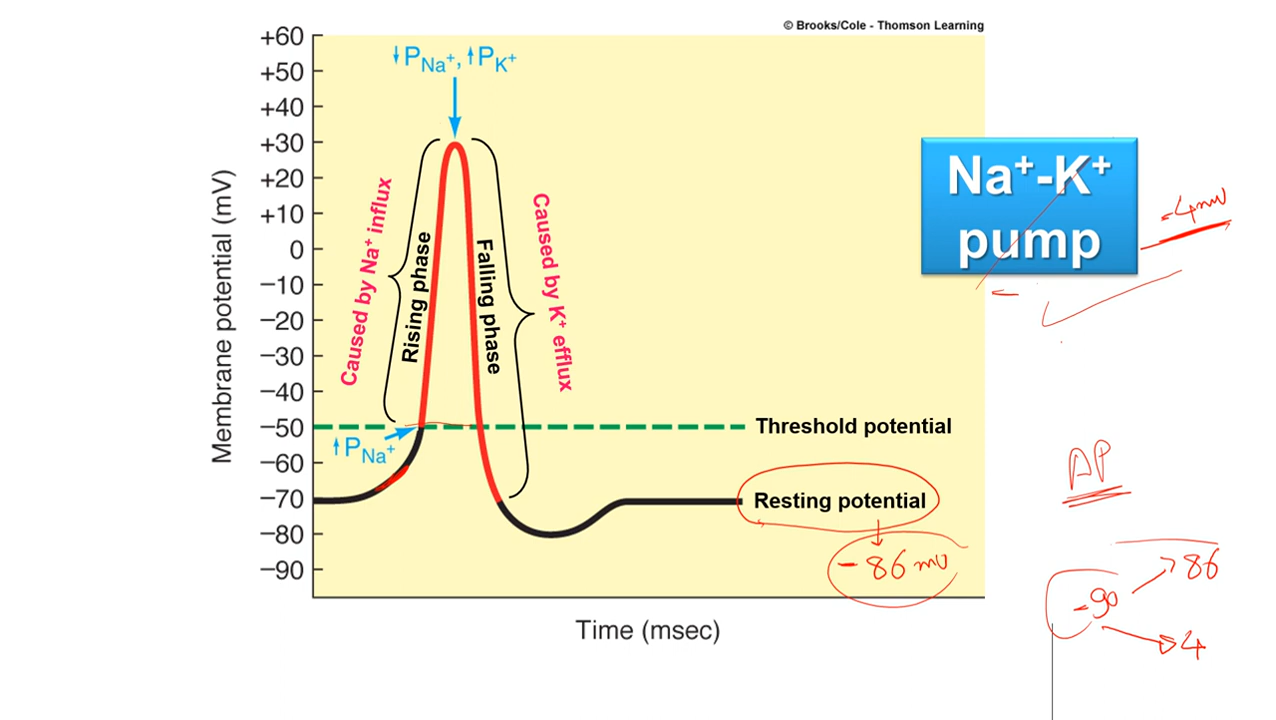 © Brooks/Cole - Thomson Learning
+60
+50
+40
+30
+20
+10
0
−10
−20
−30
−40
−50
−60
−70
−80
−90
Membrane potential (mV)
↓PNa+, ↑PK+
Caused by Na+ influx
Rising phase
Falling phase
Caused by K+ efflux
↑PNa+
Threshold potential
Resting potential
- 86 mv
Time (msec)
Na+-K+
pump
-4mv
AP
-90
86
4